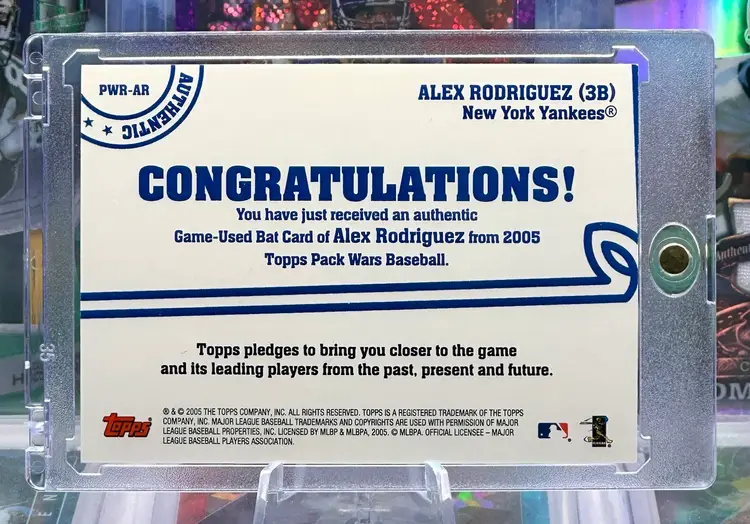 PWR-AR
AUTHENTIC
ALEX RODRIGUEZ (3B)
New York Yankees®
CONGRATULATIONS!
You have just received an authentic
Game-Used Bat Card of Alex Rodriguez from 2005
Topps Pack Wars Baseball.
Topps pledges to bring you closer to the game
and its leading players from the past, present and future.
topps
® & © 2005 THE TOPPS COMPANY, INC. ALL RIGHTS RESERVED. TOPPS IS A REGISTERED TRADEMARK OF THE TOPPS
COMPANY, INC. MAJOR LEAGUE BASEBALL TRADEMARKS AND COPYRIGHTS ARE USED WITH PERMISSION OF MAJOR
LEAGUE BASEBALL PROPERTIES, INC. LICENSED BY MLBP & MLBPA, 2005. © MLBPA. OFFICIAL LICENSEE – MAJOR
LEAGUE BASEBALL PLAYERS ASSOCIATION.
35